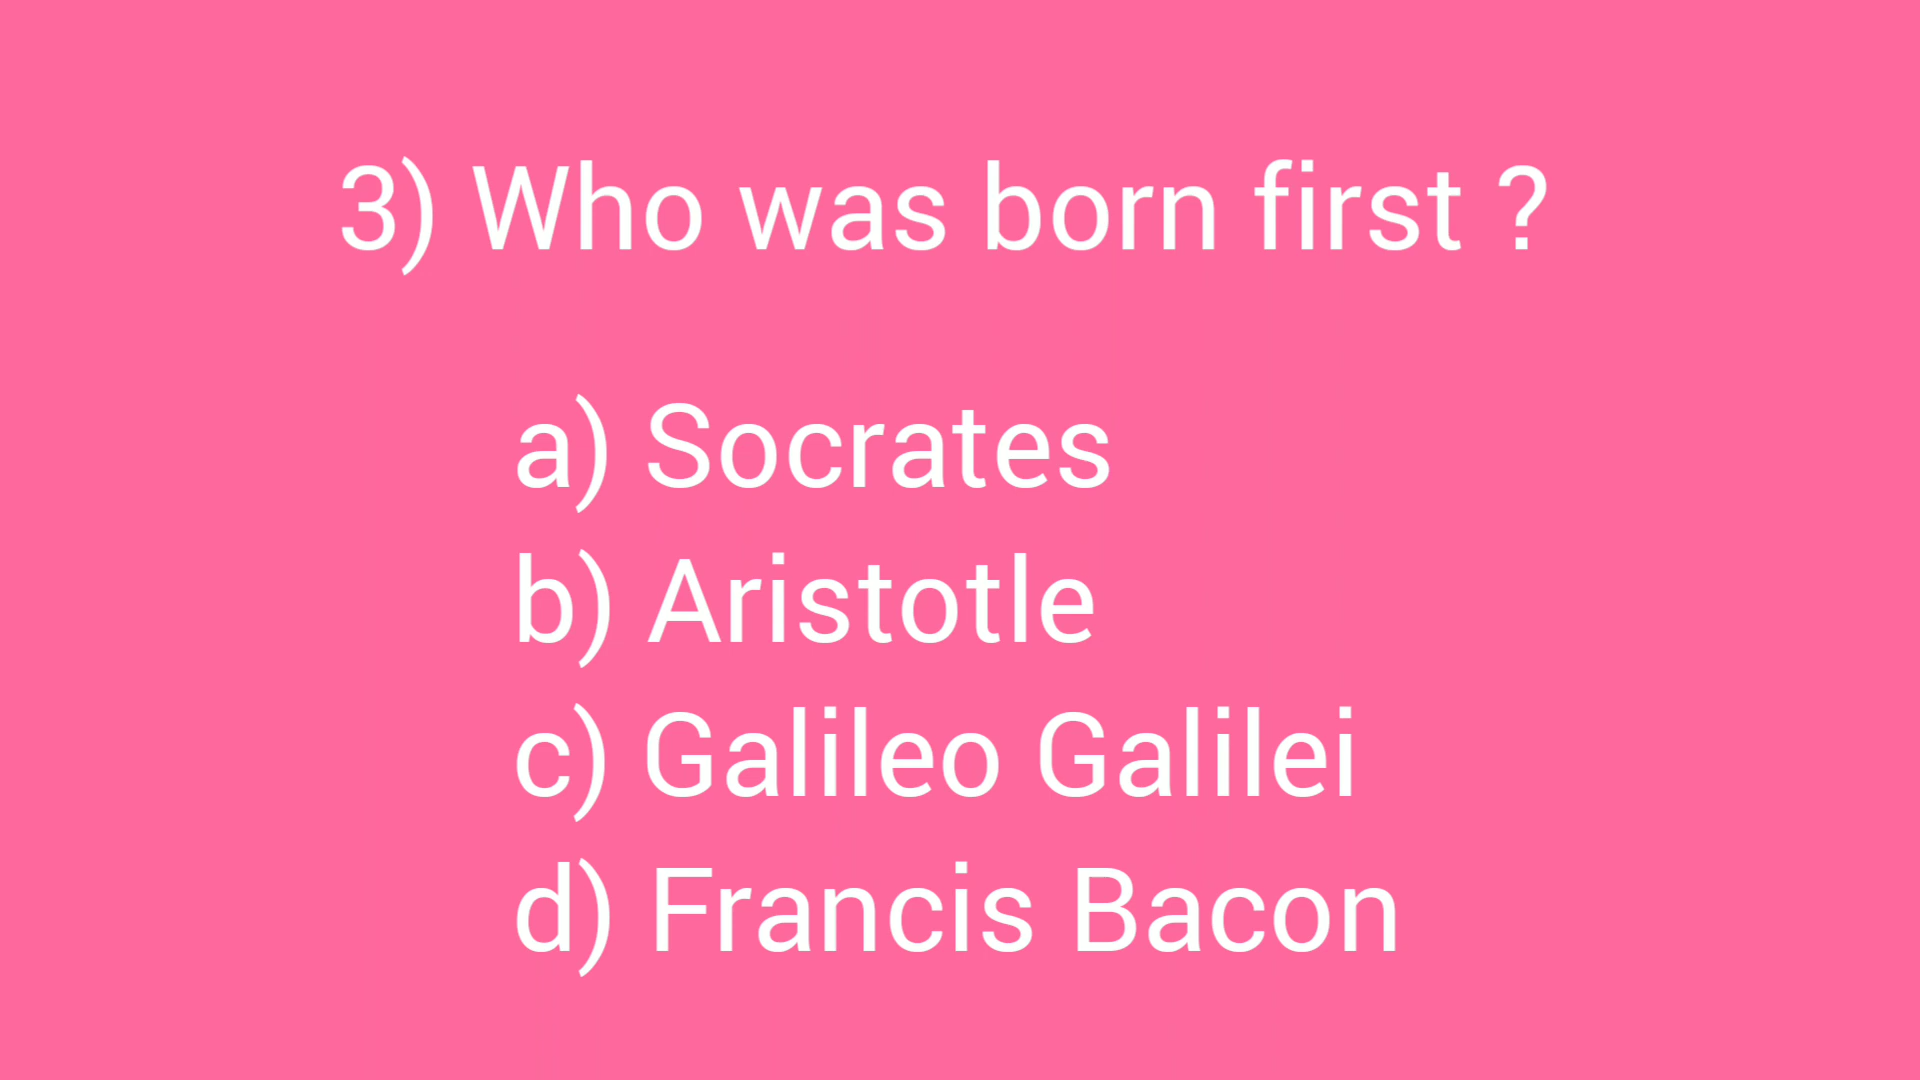 3) Who was born first ?
a) Socrates
b) Aristotle
c) Galileo Galilei
d) Francis Bacon